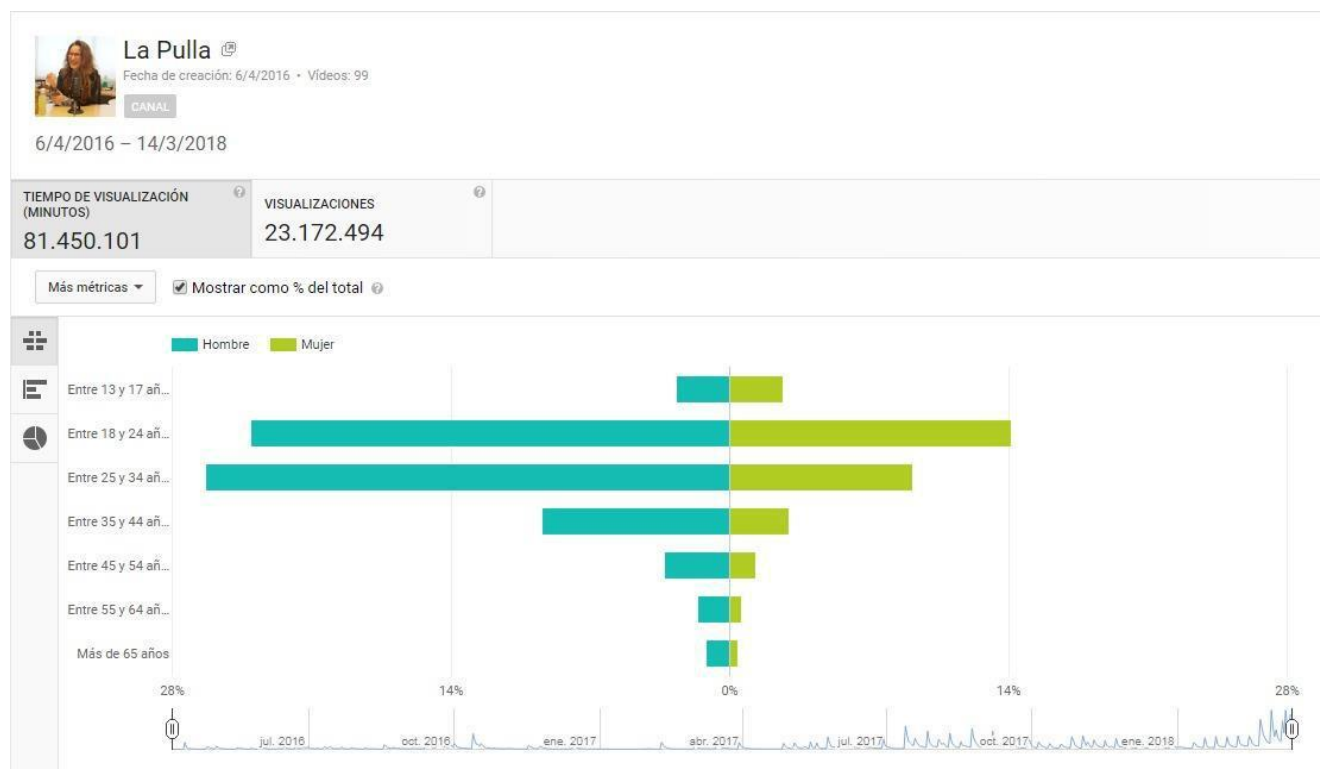 La Pulla
Fecha de creación: 6/4/2016 • Vídeos: 99
CANAL
6/4/2016 – 14/3/2018
TIEMPO DE VISUALIZACIÓN
(MINUTOS)
81.450.101
VISUALIZACIONES
23.172.494
Más métricas
Mostrar como % del total
Hombre Mujer
Entre 13 y 17 añ...
Entre 18 y 24 añ...
Entre 25 y 34 añ...
Entre 35 y 44 añ...
Entre 45 y 54 añ...
Entre 55 y 64 añ...
Más de 65 años
28% 14% 0% 14% 28%
jul. 2016 oct. 2016 ene. 2017 abr. 2017 jul. 2017 oct. 2017 ene. 2018